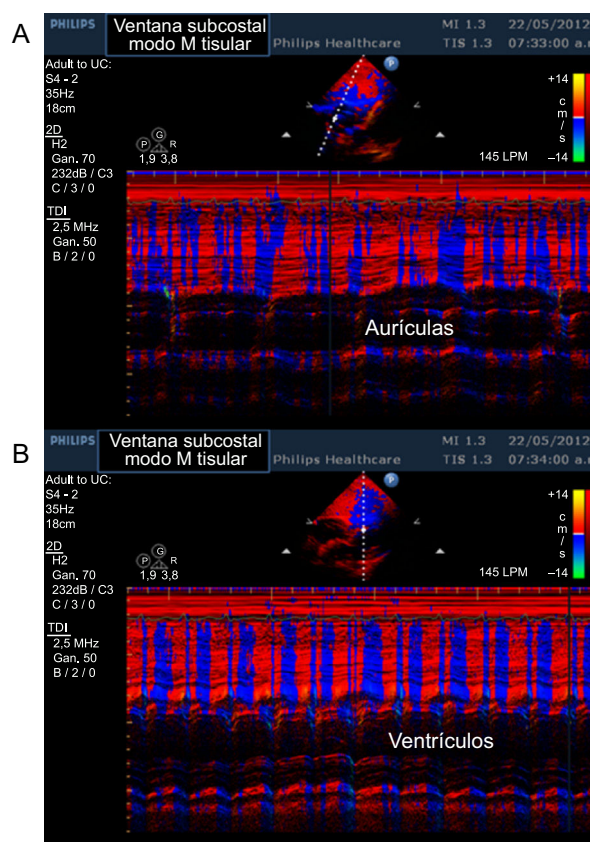 A
PHILIPS
Ventana subcostal
modo M tisular
Philips Healthcare
MI 1.3 22/05/2012
TIS 1.3 07:33:00 a.
Adult to UC:
S4 - 2
35Hz
18cm
2D
H2
Gan. 70
232dB / C3
C / 3 / 0
TDI
2,5 MHz
Gan. 50
B / 2 / 0
G
P R
1,9 3,8
P
+14
c
m
/
s
-14
145 LPM
Aurículas
B
PHILIPS
Ventana subcostal
modo M tisular
Philips Healthcare
MI 1.3 22/05/2012
TIS 1.3 07:34:00 a.
Adult to UC:
S4 - 2
35Hz
18cm
2D
H2
Gan. 70
232dB / C3
C / 3 / 0
TDI
2,5 MHz
Gan. 50
B / 2 / 0
G
P R
1,9 3,8
P
+14
c
m
/
s
–14
145 LPM
Ventrículos